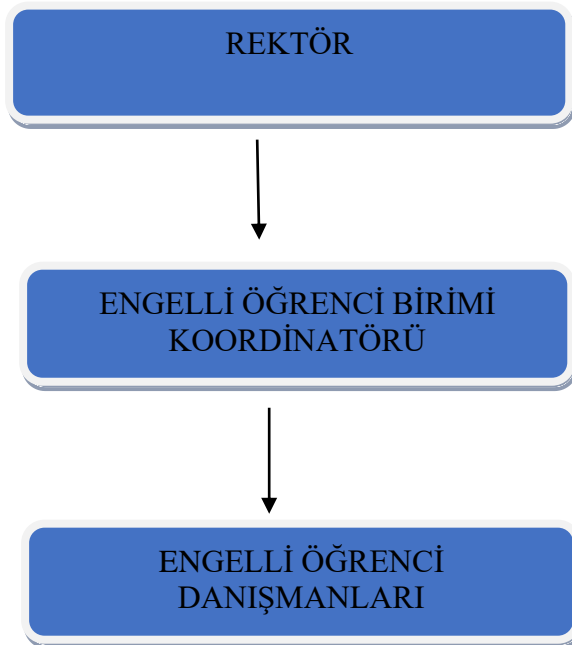 REKTÖR
ENGELLİ ÖĞRENCİ BİRİMİ
KOORDİNATÖRÜ
ENGELLİ ÖĞRENCİ
DANIŞMANLARI